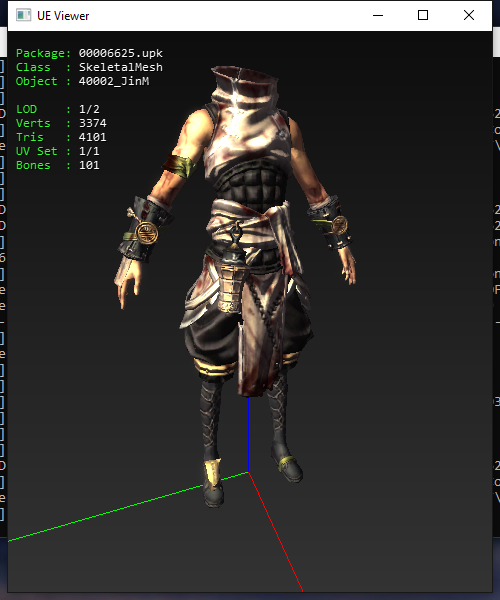 UE Viewer
Package: 00006625.upk
Class : SkeletalMesh
Object : 40002_JinM
LOD : 1/2
Verts : 3374
Tris : 4101
UV Set : 1/1
Bones : 101